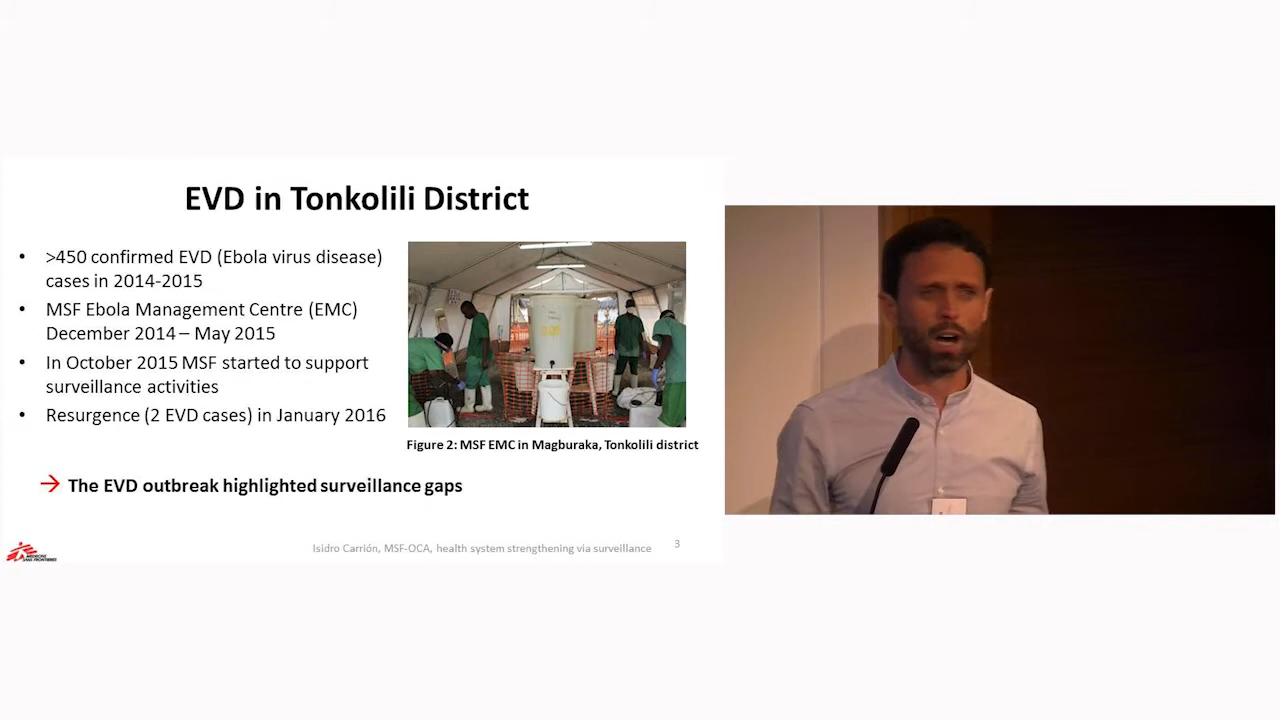 EVD in Tonkolili District
• >450 confirmed EVD (Ebola virus disease)
cases in 2014-2015
• MSF Ebola Management Centre (EMC)
December 2014 – May 2015
• In October 2015 MSF started to support
surveillance activities
• Resurgence (2 EVD cases) in January 2016
Figure 2: MSF EMC in Magburaka, Tonkolili district
→ The EVD outbreak highlighted surveillance gaps
MEDECINS
SANS FRONTIERES
Isidro Carrión, MSF-OCA, health system strengthening via surveillance
3